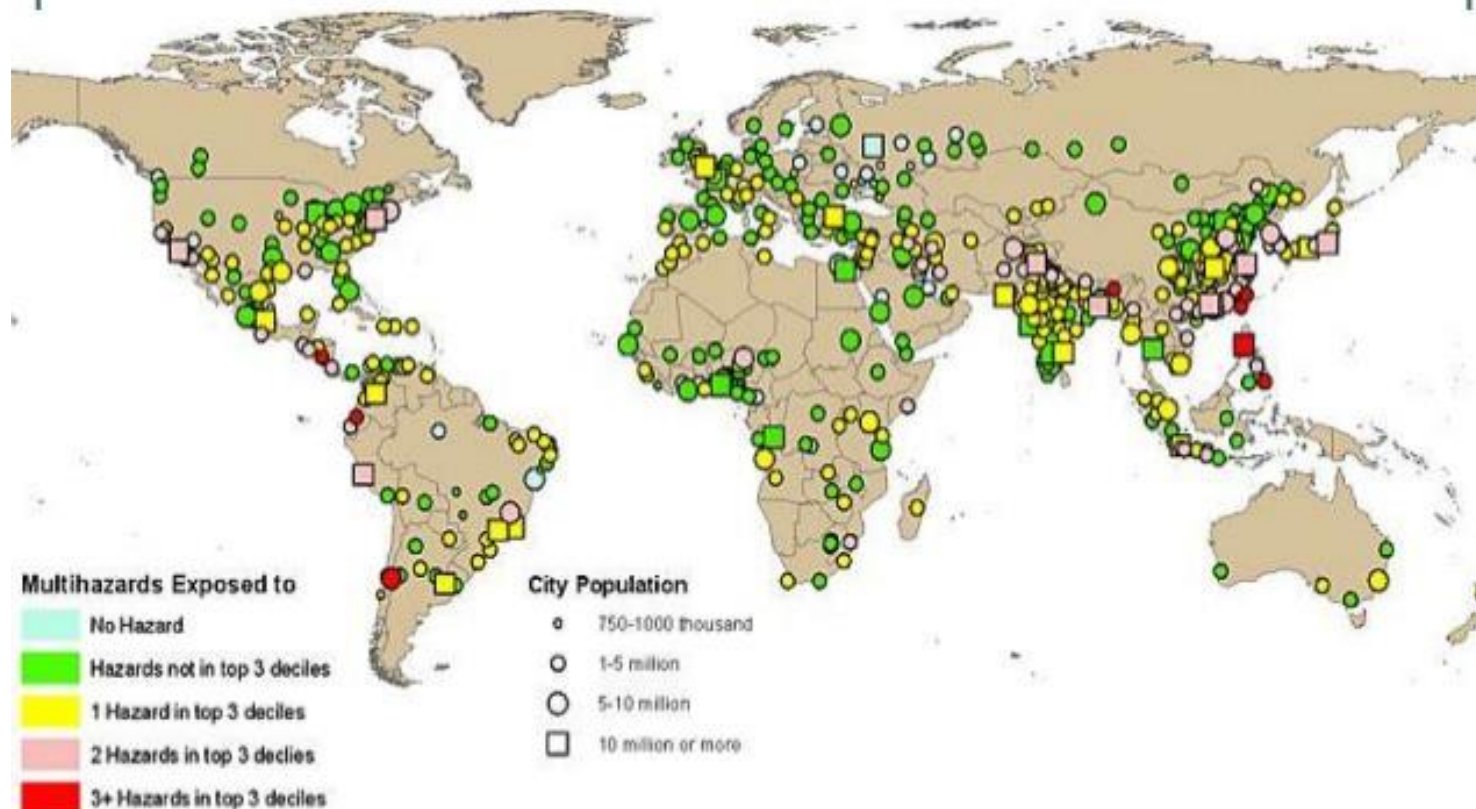 Multihazards Exposed to
No Hazard
Hazards not in top 3 deciles
1 Hazard in top 3 deciles
2 Hazards in top 3 declies
3+ Hazards in top 3 deciles
City Population
750-1000 thousand
1-5 million
5-10 million
10 million or more